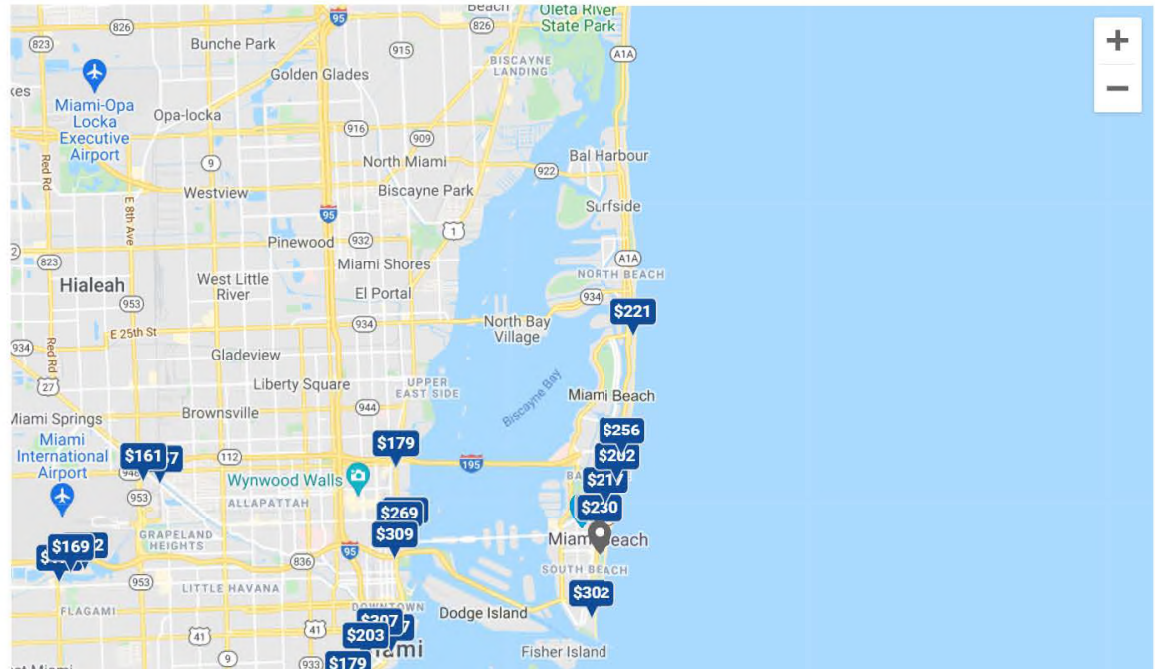 Beach
Oleta River
State Park
95
826
826
823
Bunche Park
915
A1A
BISCAYNE
LANDING
+
−
Golden Glades
kes
Miami-Opa
Locka
Executive
Airport
Opa-locka
916
909
Red Rd
9
North Miami
922
Bal Harbour
E 8th Ave
Westview
Biscayne Park
Surfside
95
1
Pinewood
932
2
823
Miami Shores
A1A
NORTH BEACH
Hialeah
West Little
River
El Portal
934
953
$221
E 25th St
934
North Bay
Village
934
Red Rd
Gladeview
27
Liberty Square
UPPER
EAST SIDE
Biscayne Bay
Miami Beach
944
Miami Springs
Brownsville
$256
Miami
International
Airport
$179
$161
112
195
948
Wynwood Walls
953
ALLAPATTAH
$230
$269
$309
GRAPELAND
HEIGHTS
95
Miami Beach
$169
836
SOUTH BEACH
953
LITTLE HAVANA
$302
FLAGAMI
DOWNTOWN
Dodge Island
41
41
$203
9
933
$179
Fisher Island